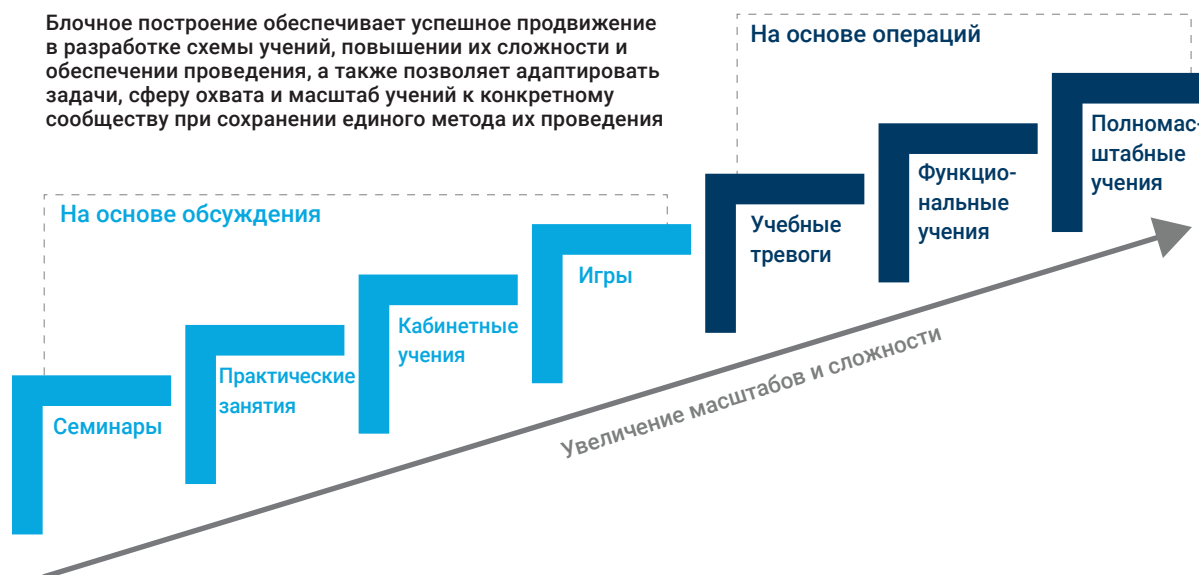 Блочное построение обеспечивает успешное продвижение
в разработке схемы учений, повышении их сложности и
обеспечении проведения, а также позволяет адаптировать
задачи, сферу охвата и масштаб учений к конкретному
сообществу при сохранении единого метода их проведения
На основе обсуждения
Семинары
Практические
занятия
Кабинетные
учения
Игры
На основе операций
Учебные
тревоги
Функцио-
нальные
учения
Полномас-
штабные
учения
Увеличение масштабов и сложности